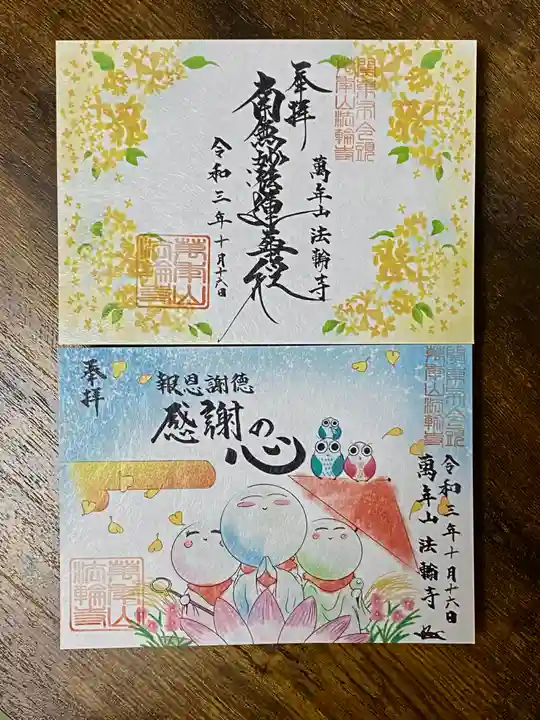 奉拝
南無妙法蓮華経
萬年山 法輪寺
令和三年十月十六日
奉拝
報恩謝徳
感謝の心
令和三年十月十六日
萬年山 法輪寺